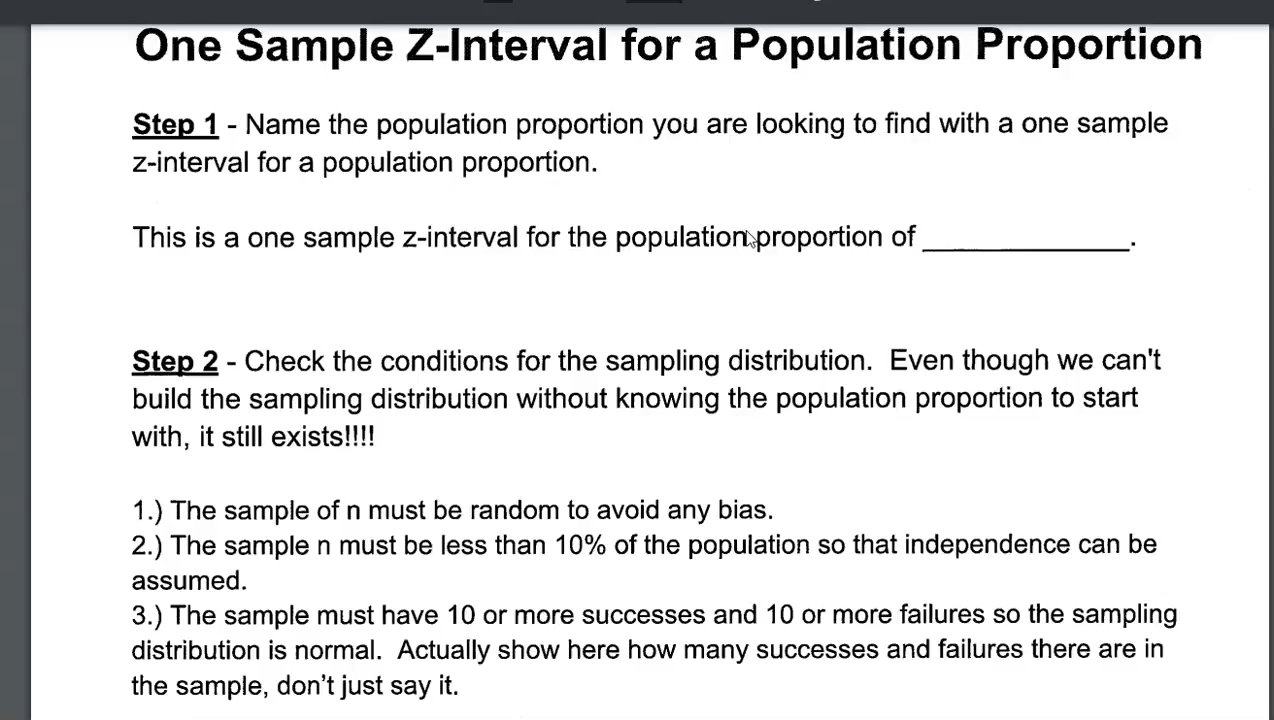 One Sample Z-Interval for a Population Proportion
Step 1 - Name the population proportion you are looking to find with a one sample
z-interval for a population proportion.
This is a one sample z-interval for the population proportion of ______________.
Step 2 - Check the conditions for the sampling distribution.  Even though we can't
build the sampling distribution without knowing the population proportion to start
with, it still exists!!!!
1.) The sample of n must be random to avoid any bias.
2.) The sample n must be less than 10% of the population so that independence can be
assumed.
3.) The sample must have 10 or more successes and 10 or more failures so the sampling
distribution is normal.  Actually show here how many successes and failures there are in
the sample, don't just say it.